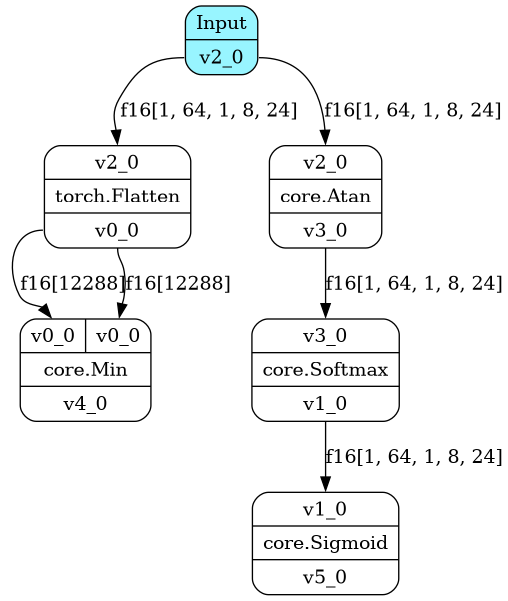 Input
v2_0
f16[1, 64, 1, 8, 24]
f16[1, 64, 1, 8, 24]
v2_0
torch.Flatten
v0_0
v2_0
core.Atan
v3_0
f16[12288]
f16[12288]
f16[1, 64, 1, 8, 24]
v0_0
v0_0
core.Min
v4_0
v3_0
core.Softmax
v1_0
f16[1, 64, 1, 8, 24]
v1_0
core.Sigmoid
v5_0